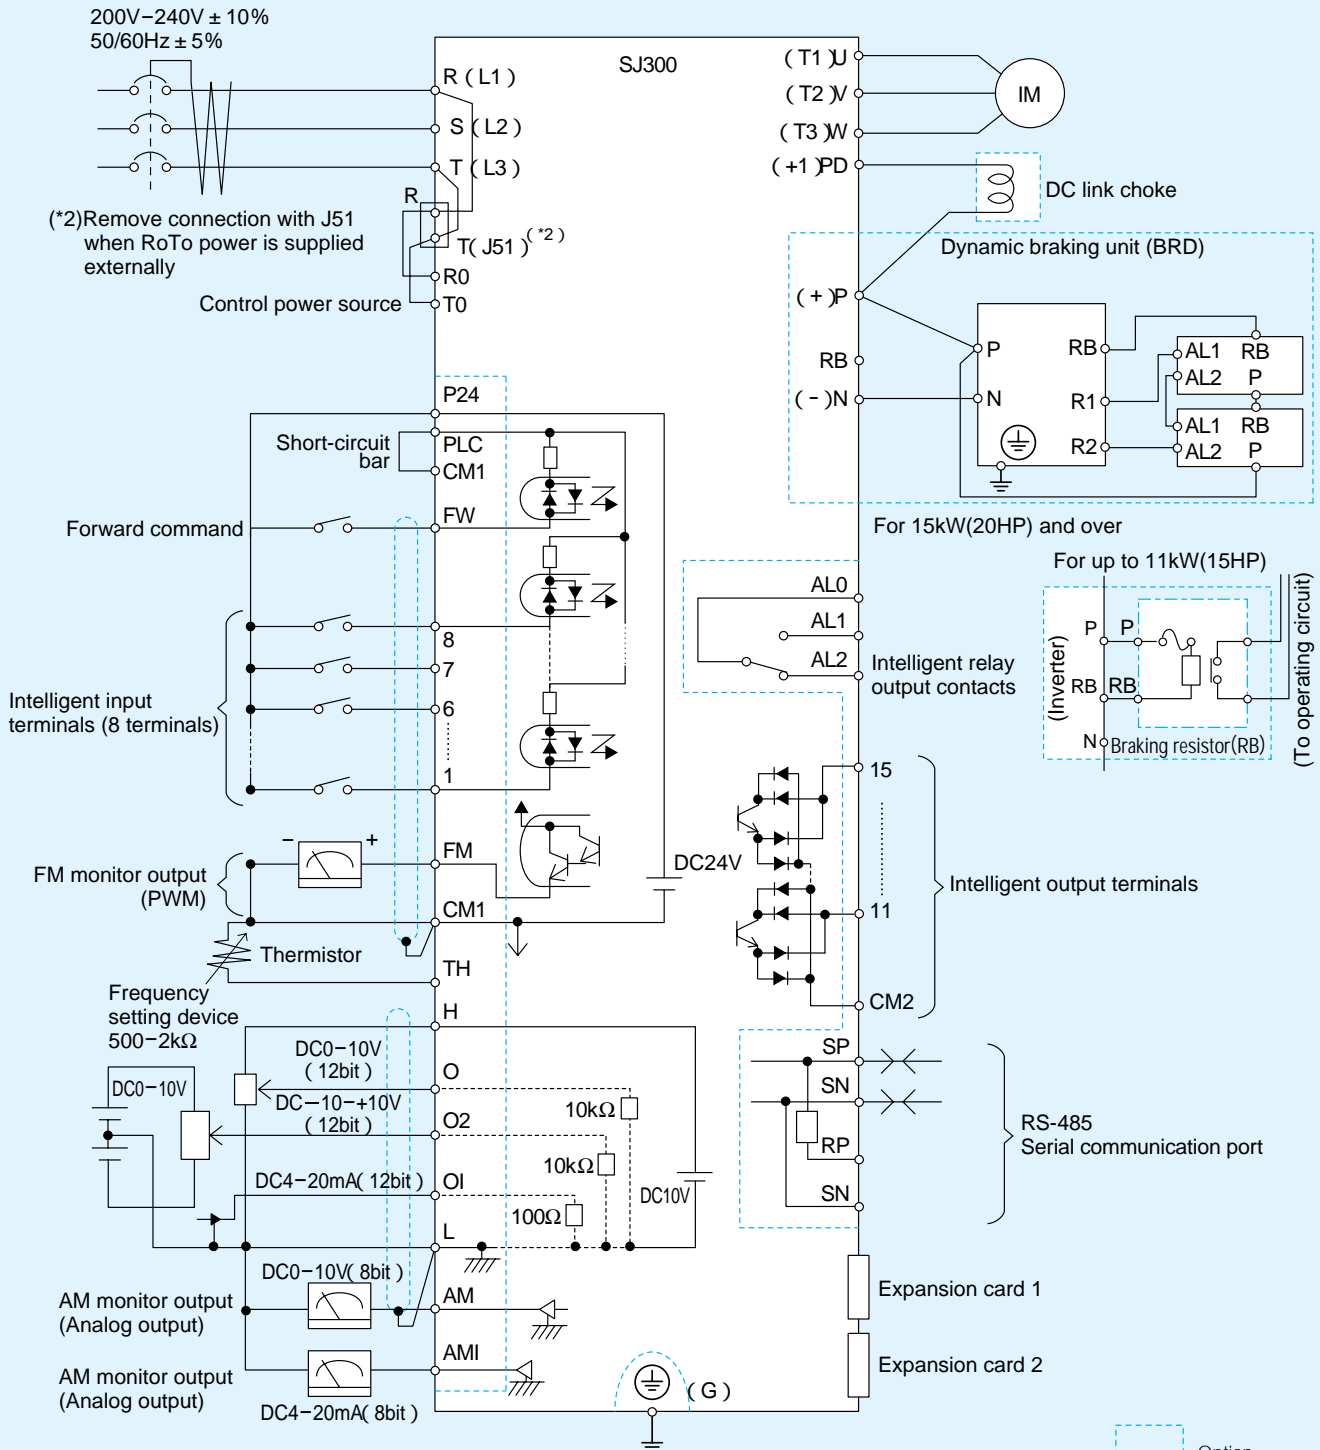 200V−240V ± 10%
50/60Hz ± 5%
SJ300
R ( L1 )
S ( L2 )
T ( L3 )
R
T( J51 )( *2 )
R0
T0
(*2)Remove connection with J51
when RoTo power is supplied
externally
Control power source
( T1 )U
( T2 )V
( T3 )W
( +1 )PD
IM
DC link choke
Dynamic braking unit (BRD)
( + )P
RB
( - )N
P
N
RB
R1
R2
AL1 RB
AL2 P
AL1 RB
AL2 P
For 15kW(20HP) and over
P24
PLC
CM1
Short-circuit
bar
FW
Forward command
8
7
6
1
Intelligent input
terminals (8 terminals)
− +
FM
FM monitor output
(PWM)
CM1
Thermistor
TH
DC24V
AL0
AL1
AL2
Intelligent relay
output contacts
For up to 11kW(15HP)
(Inverter)
P P
RB RB
N
Braking resistor(RB)
(To operating circuit)
15
11
CM2
Intelligent output terminals
Frequency
setting device
500−2kΩ
H
DC0−10V
( 12bit )
O
DC0−10V
DC−10−+10V
( 12bit )
O2
DC4−20mA( 12bit )
OI
L
10kΩ
10kΩ
100Ω
DC10V
SP
SN
RP
SN
RS-485
Serial communication port
DC0−10V( 8bit )
AM
AM monitor output
(Analog output)
AMI
AM monitor output
(Analog output)
DC4−20mA( 8bit )
( G )
Expansion card 1
Expansion card 2
Option